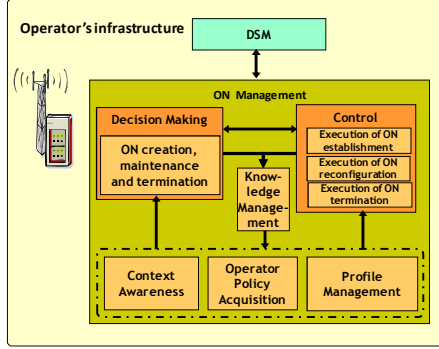 Operator's infrastructure
DSM
ON Management
Decision Making
ON creation,
maintenance
and termination
Control
Execution of ON
establishment
Execution of ON
reconfiguration
Execution of ON
termination
Know-
ledge
Manage-
ment
Context
Awareness
Operator
Policy
Acquisition
Profile
Management